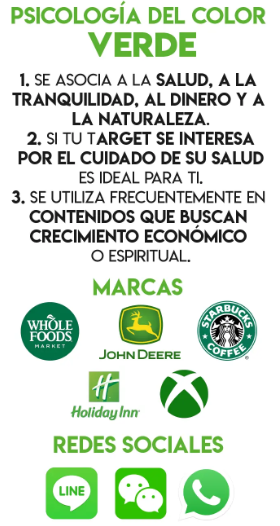 PSICOLOGÍA DEL COLOR
VERDE
1. SE ASOCIA A LA SALUD, A LA
TRANQUILIDAD, AL DINERO Y A
LA NATURALEZA.
2. SI TU TARGET SE INTERESA
POR EL CUIDADO DE SU SALUD
ES IDEAL PARA TI.
3. SE UTILIZA FRECUENTEMENTE EN
CONTENIDOS QUE BUSCAN
CRECIMIENTO ECONÓMICO
O ESPIRITUAL.
MARCAS
WHOLE
FOODS
MARKET
JOHN DEERE
STARBUCKS
COFFEE
H
Holiday Inn
REDES SOCIALES
LINE